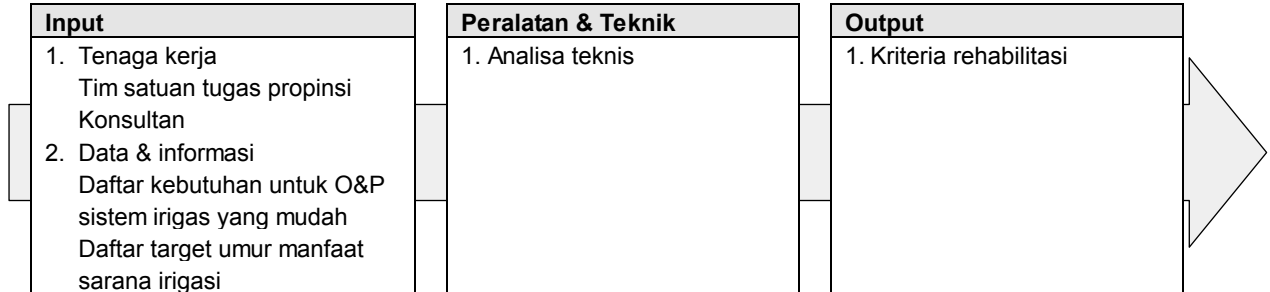 Input
1. Tenaga kerja
Tim satuan tugas propinsi
Konsultan
2. Data & informasi
Daftar kebutuhan untuk O&P
sistem irigas yang mudah
Daftar target umur manfaat
sarana irigasi
Peralatan & Teknik
1. Analisa teknis
Output
1. Kriteria rehabilitasi